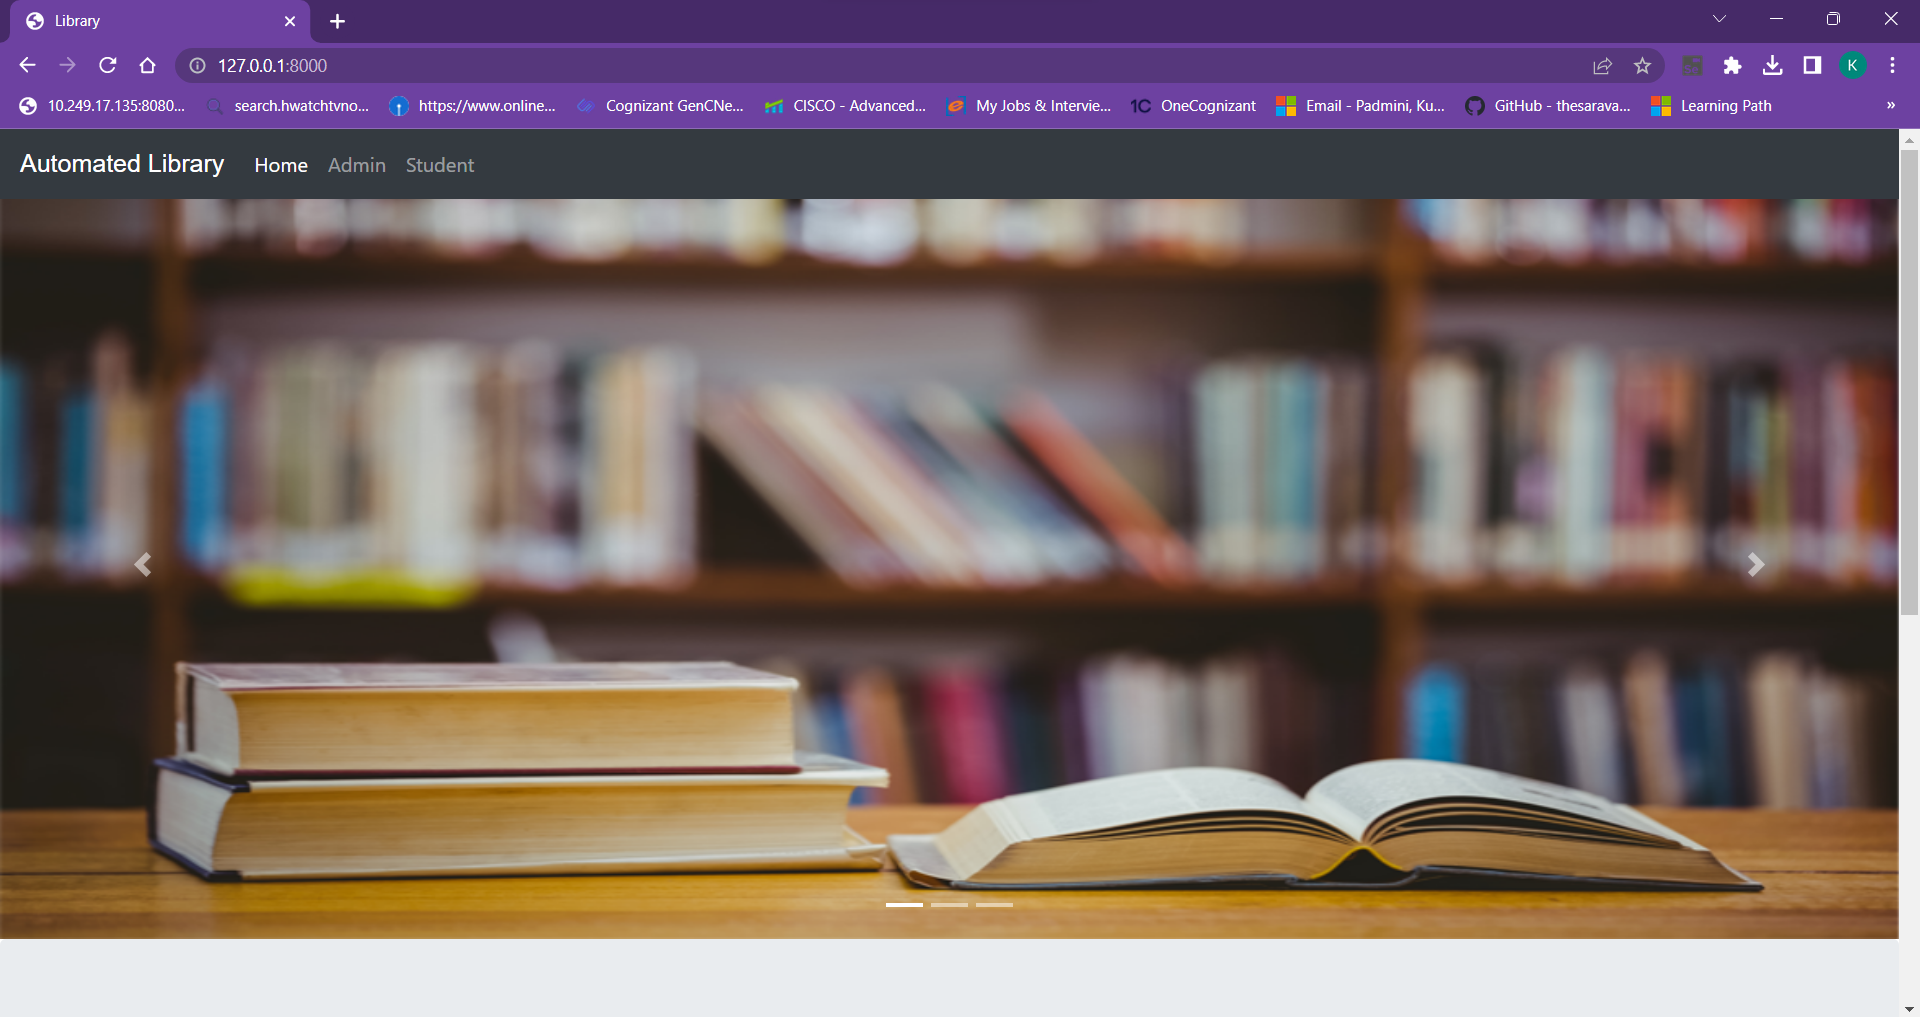 Library
127.0.0.1:8000
K
10.249.17.135:8080... search.hwatchtvno... https://www.online... Cognizant GenCNe... CISCO - Advanced... My Jobs & Intervie... 1C OneCognizant Email - Padmini, Ku... GitHub - thesarava... Learning Path »
Automated Library Home Admin Student